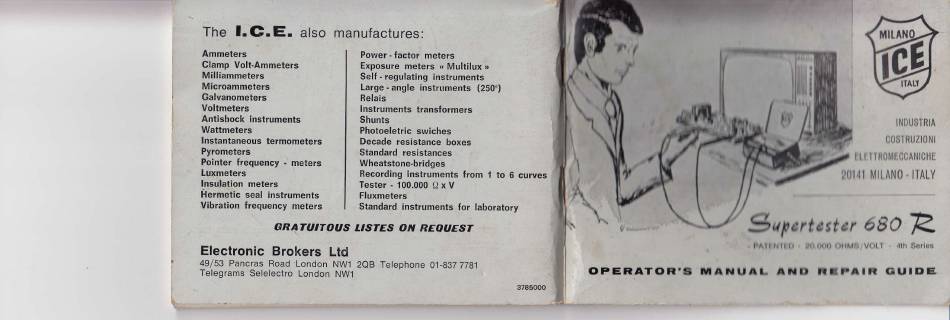 The I.C.E. also manufactures:
Ammeters
Clamp Volt-Ammeters
Milliammeters
Microammeters
Galvanometers
Voltmeters
Antishock instruments
Wattmeters
Instantaneous termometers
Pyrometers
Pointer frequency - meters
Luxmeters
Insulation meters
Hermetic seal instruments
Vibration frequency meters
Power - factor meters
Exposure meters « Multilux »
Self - regulating instruments
Large - angle instruments (250°)
Relais
Instruments transformers
Shunts
Photoeletric swiches
Decade resistance boxes
Standard resistances
Wheatstone-bridges
Recording instruments from 1 to 6 curves
Tester - 100.000 Ω x V
Fluxmeters
Standard instruments for laboratory
GRATUITOUS LISTES ON REQUEST
Electronic Brokers Ltd
49/53 Pancras Road London NW1 2QB Telephone 01-837 7781
Telegrams Selelectro London NW1
3785000
MILANO
ICE
ITALY
INDUSTRIA
COSTRUZIONI
ELETTROMECCANICHE
20141 MILANO - ITALY
Supertester 680 R
- PATENTED - 20.000 OHMS/VOLT - 4th Series
OPERATOR'S MANUAL AND REPAIR GUIDE